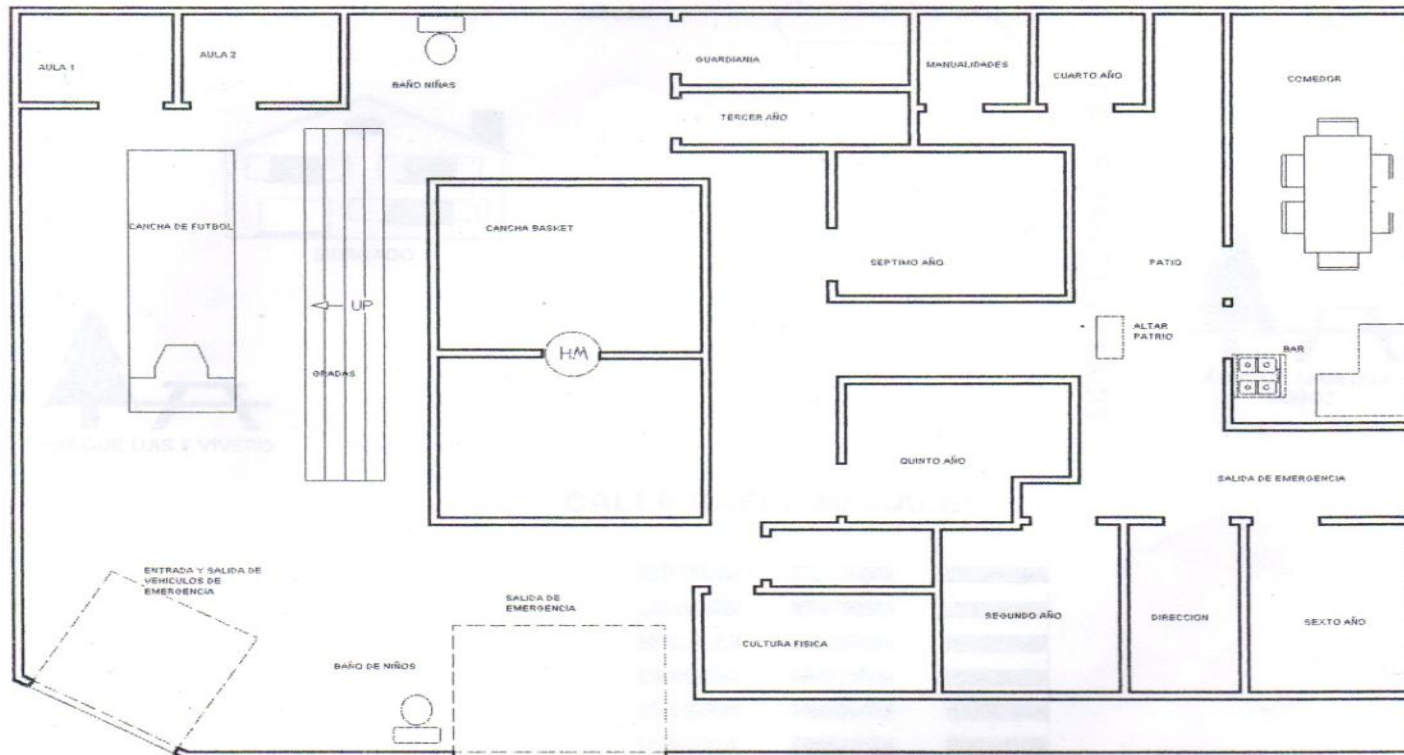 AULA 1
AULA 2
BAÑO NIÑAS
GUARDIANIA
MANUALIDADES
CUARTO AÑO
COMEDOR
TERCER AÑO
CANCHA DE FUTBOL
CANCHA BASKET
SEPTIMO AÑO
PATIO
UP
ALTAR
PATRIO
H.M
BAR
GRADAS
QUINTO AÑO
SALIDA DE EMERGENCIA
ENTRADA Y SALIDA DE
VEHICULOS DE
EMERGENCIA
SALIDA DE
EMERGENCIA
SEGUNDO AÑO
DIRECCION
SEXTO AÑO
CULTURA FISICA
BAÑO DE NIÑOS